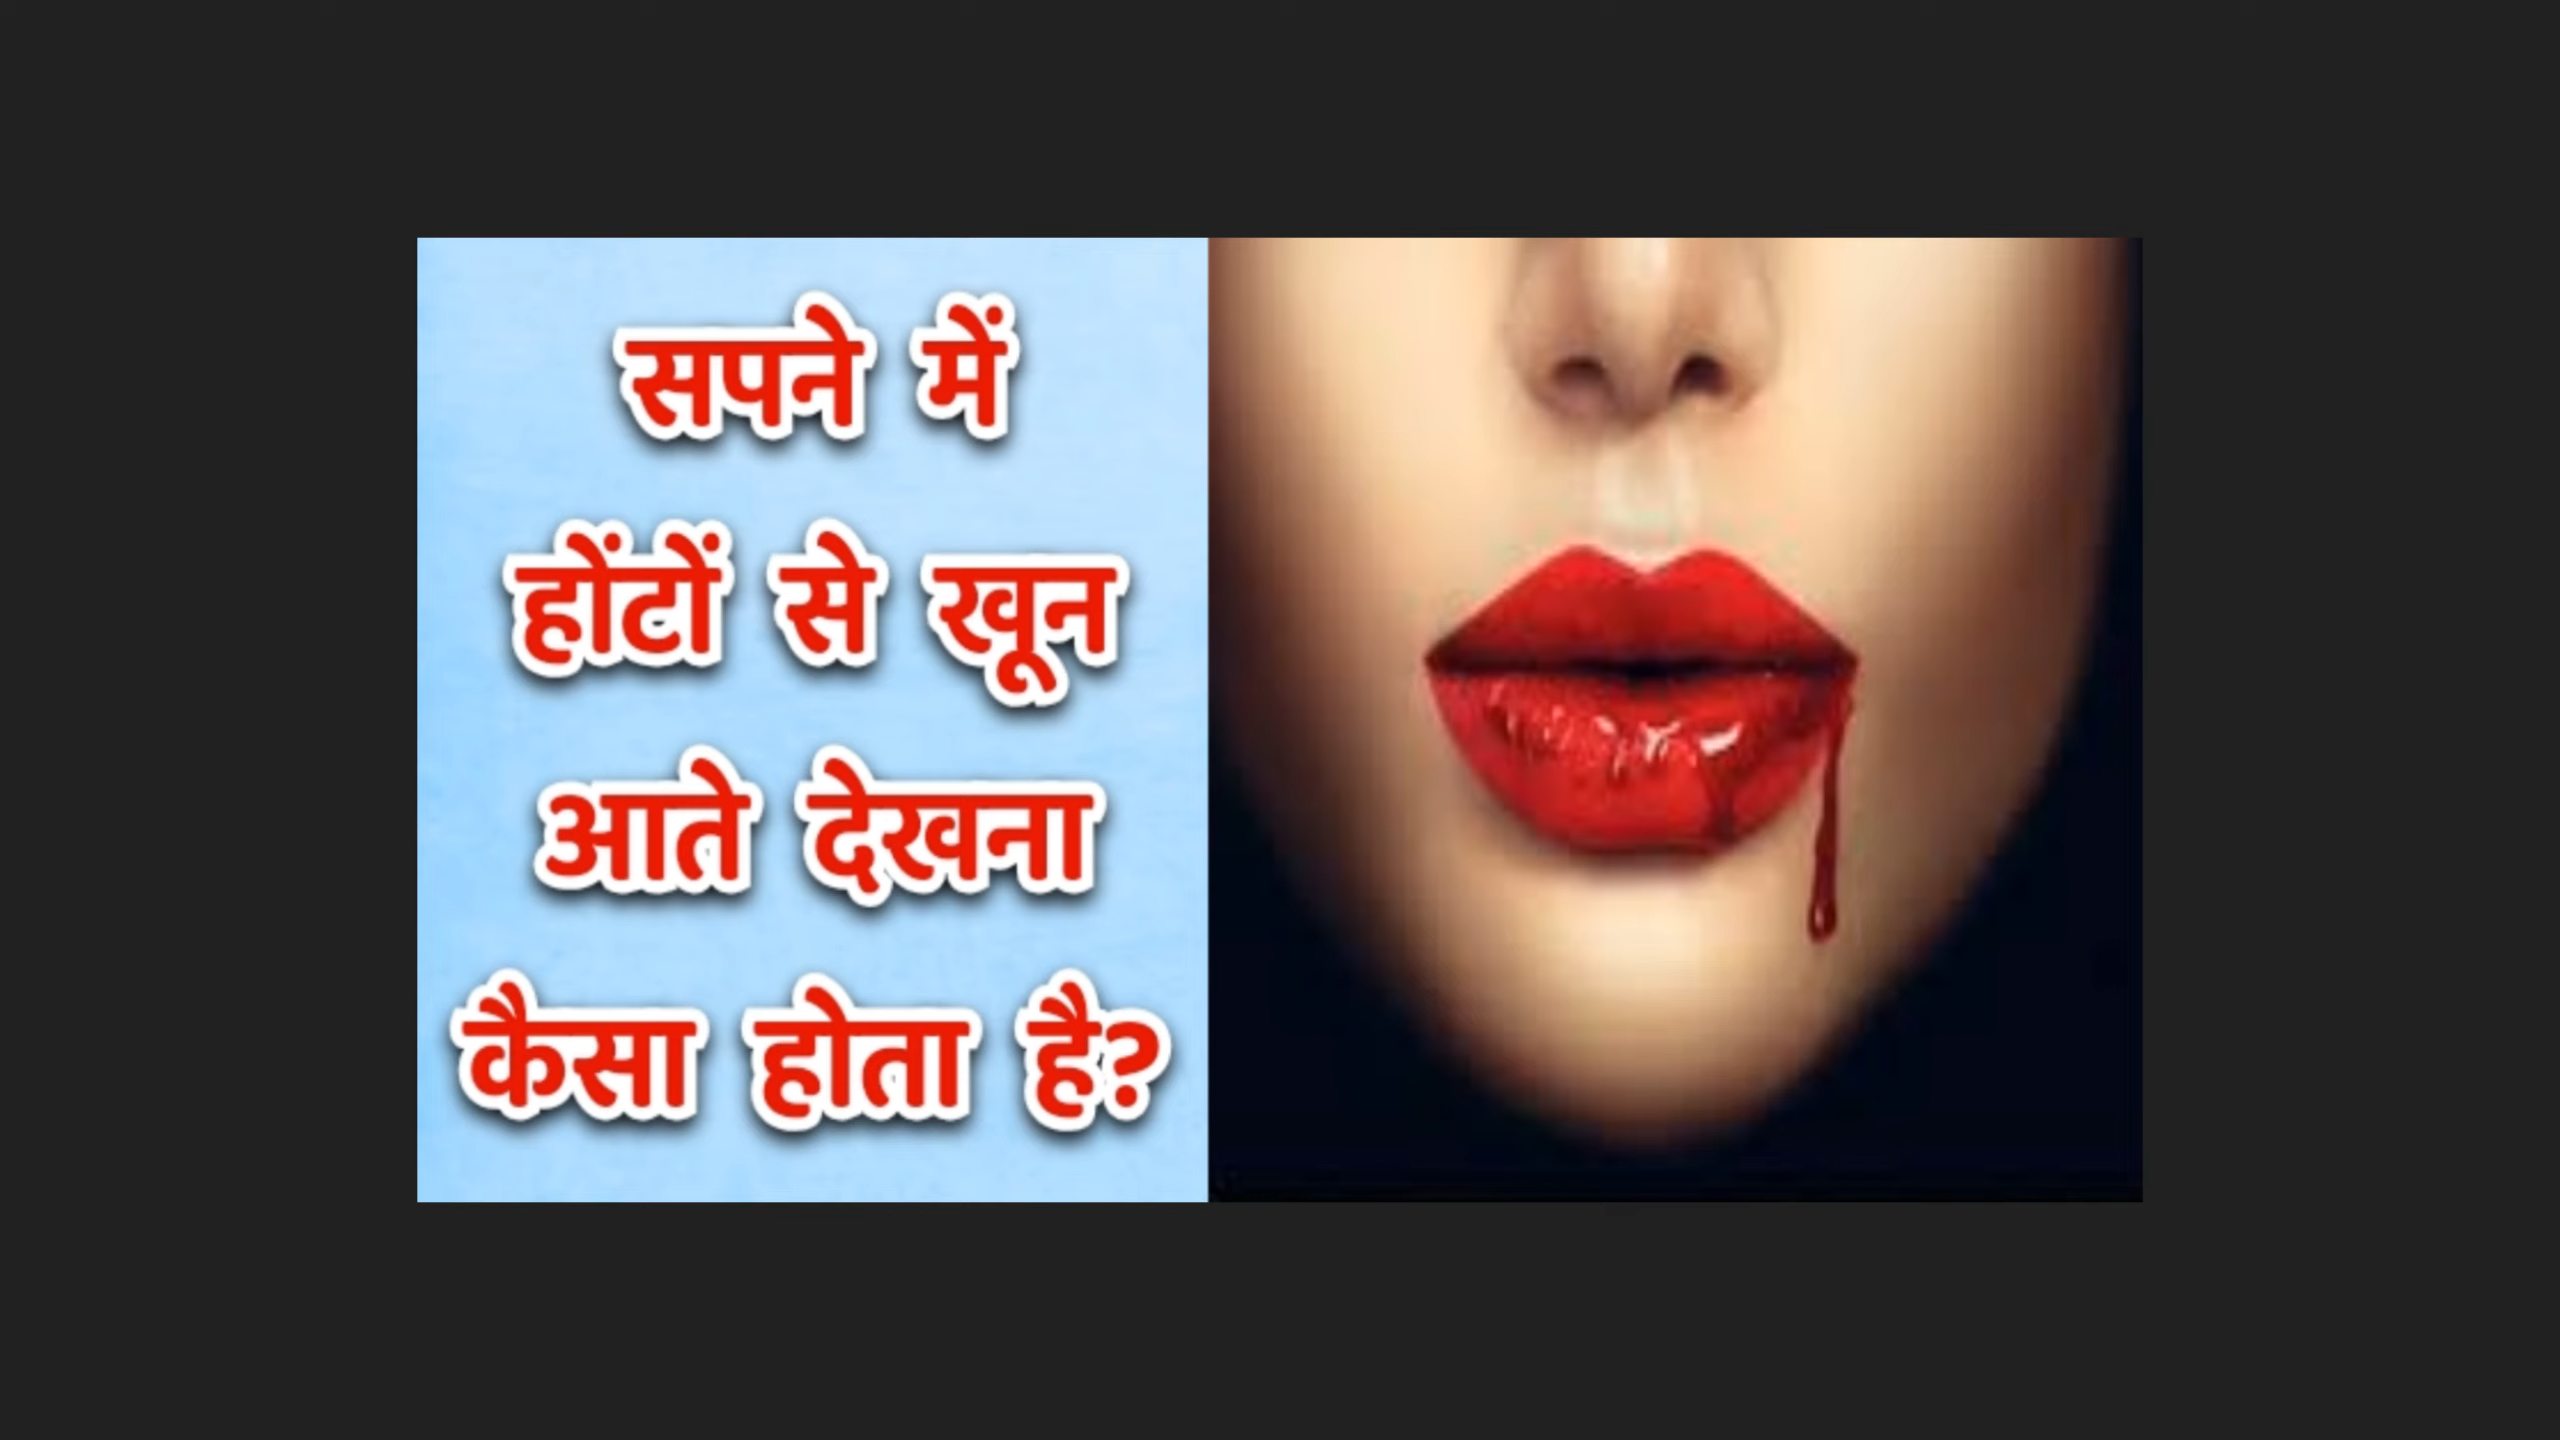 सपने में
होंटों से खून
आते देखना
कैसा होता है?